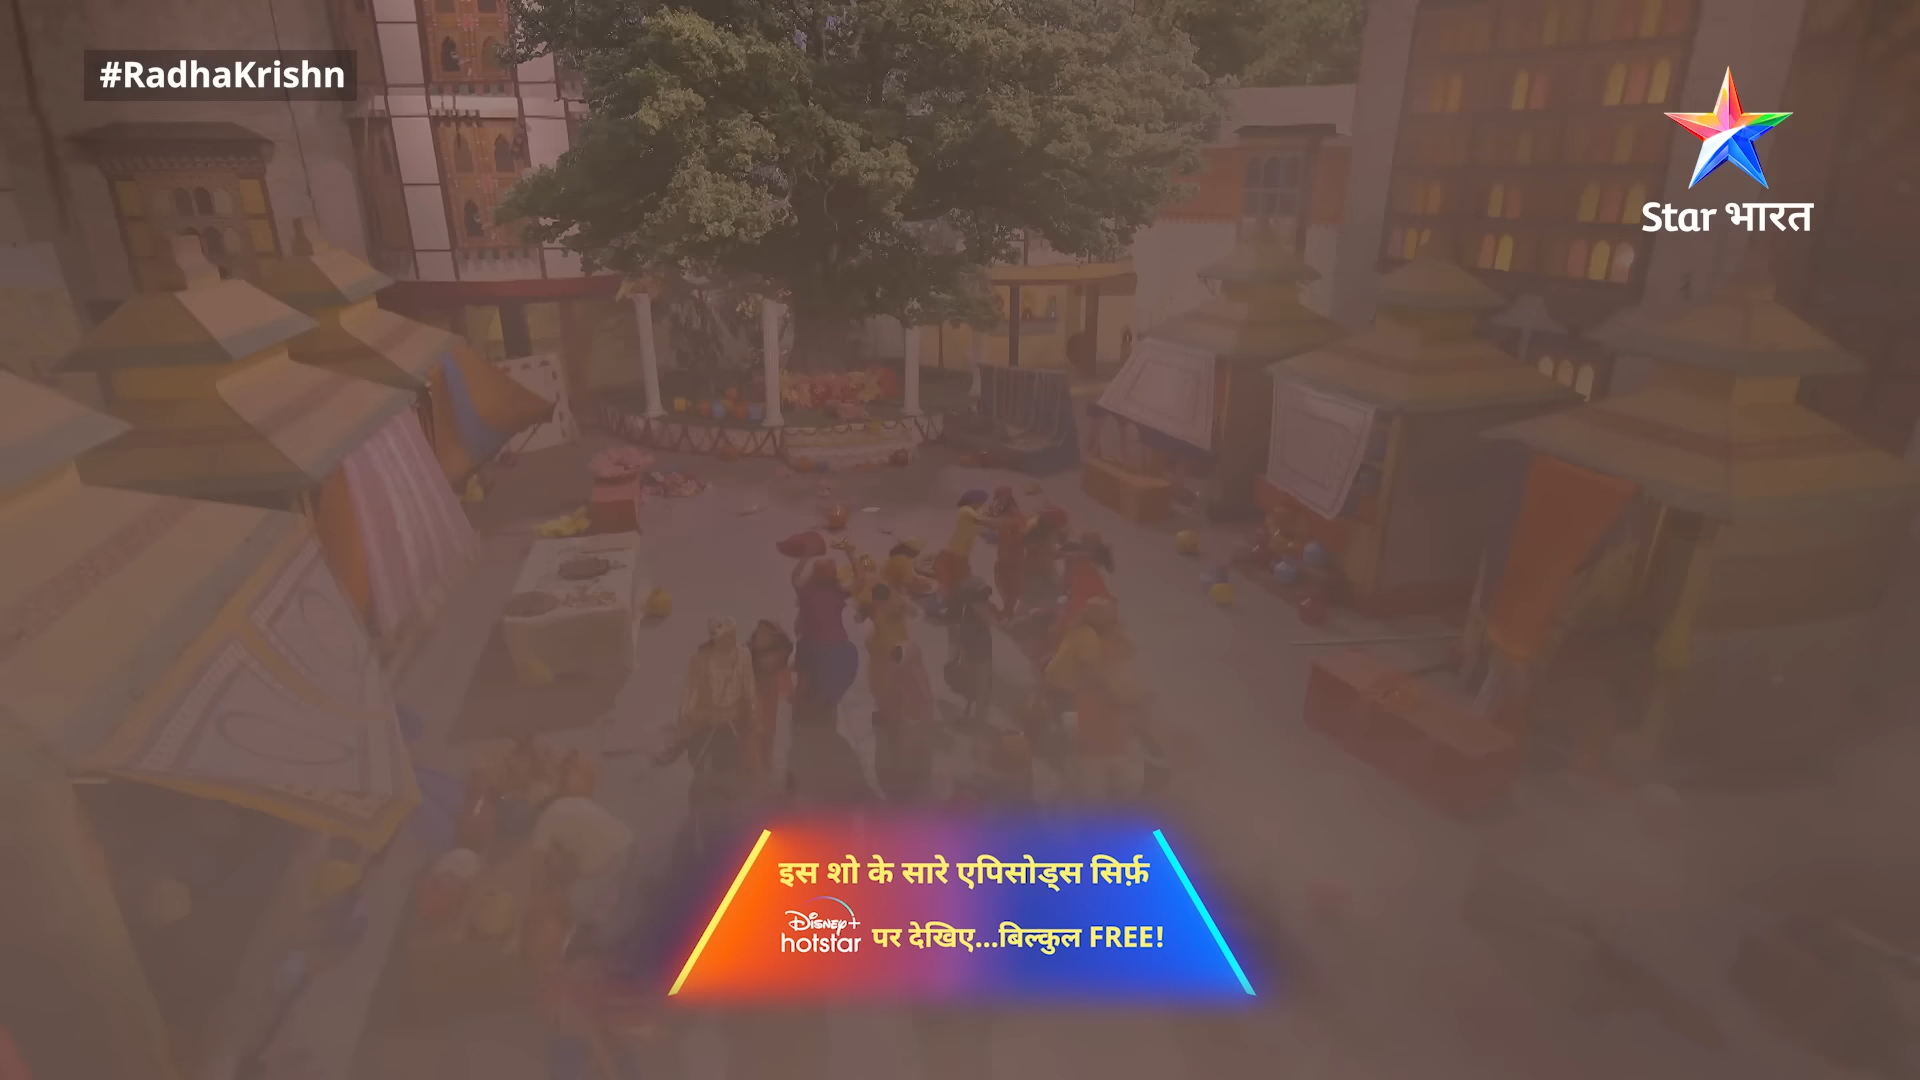 #RadhaKrishn
Star भारत
इस शो के सारे एपिसोड्स सिर्फ़
Disney+ hotstar पर देखिए...बिल्कुल FREE!